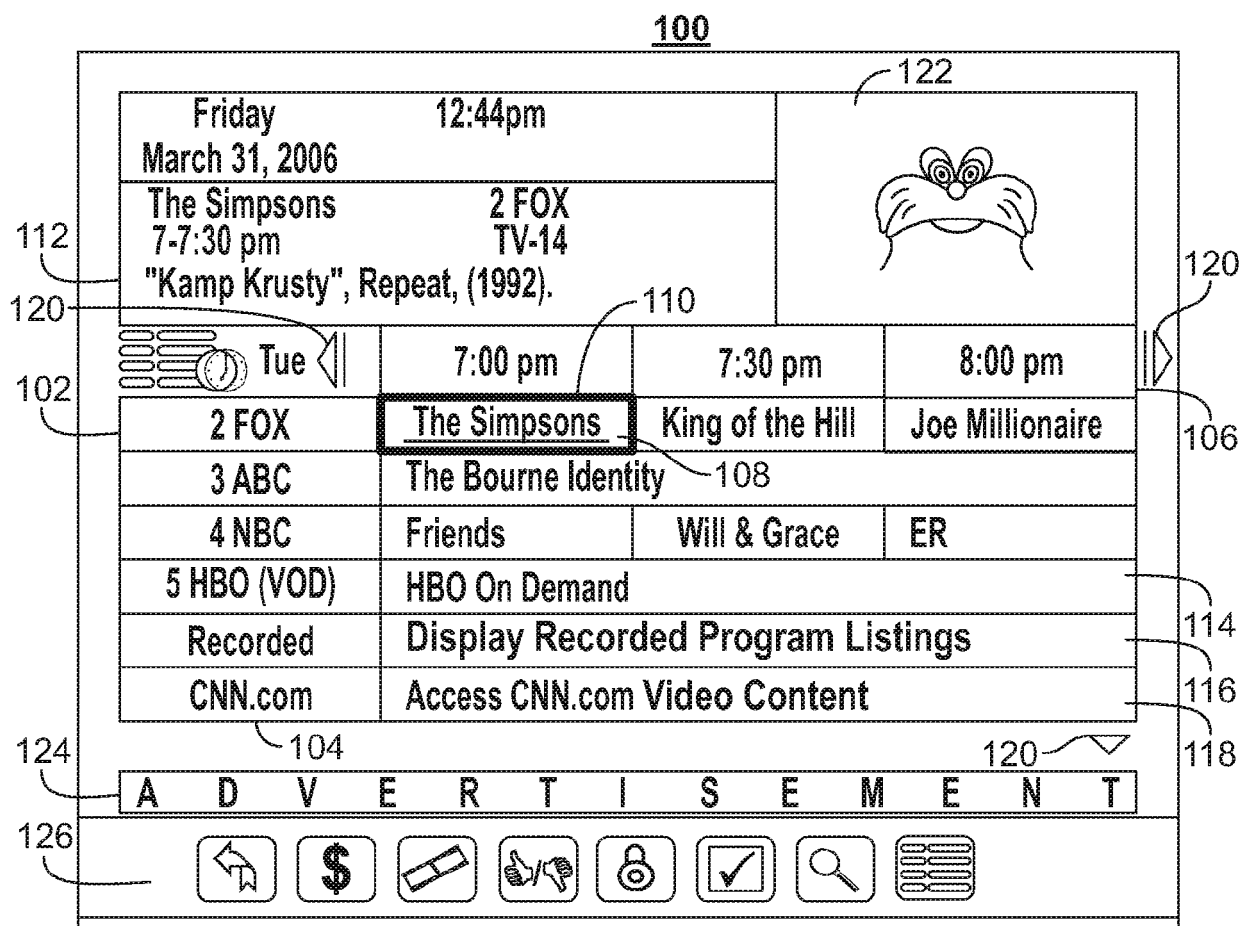 100
122
Friday 12:44pm
March 31, 2006
The Simpsons 2 FOX
7-7:30 pm TV-14
"Kamp Krusty", Repeat, (1992).
112
120
110
120
Tue 7:00 pm 7:30 pm 8:00 pm
102
106
2 FOX The Simpsons King of the Hill Joe Millionaire
108
3 ABC The Bourne Identity
4 NBC Friends Will & Grace ER
5 HBO (VOD) HBO On Demand
114
Recorded Display Recorded Program Listings
116
CNN.com Access CNN.com Video Content
118
104
120
124
A D V E R T I S E M E N T
126
$ /